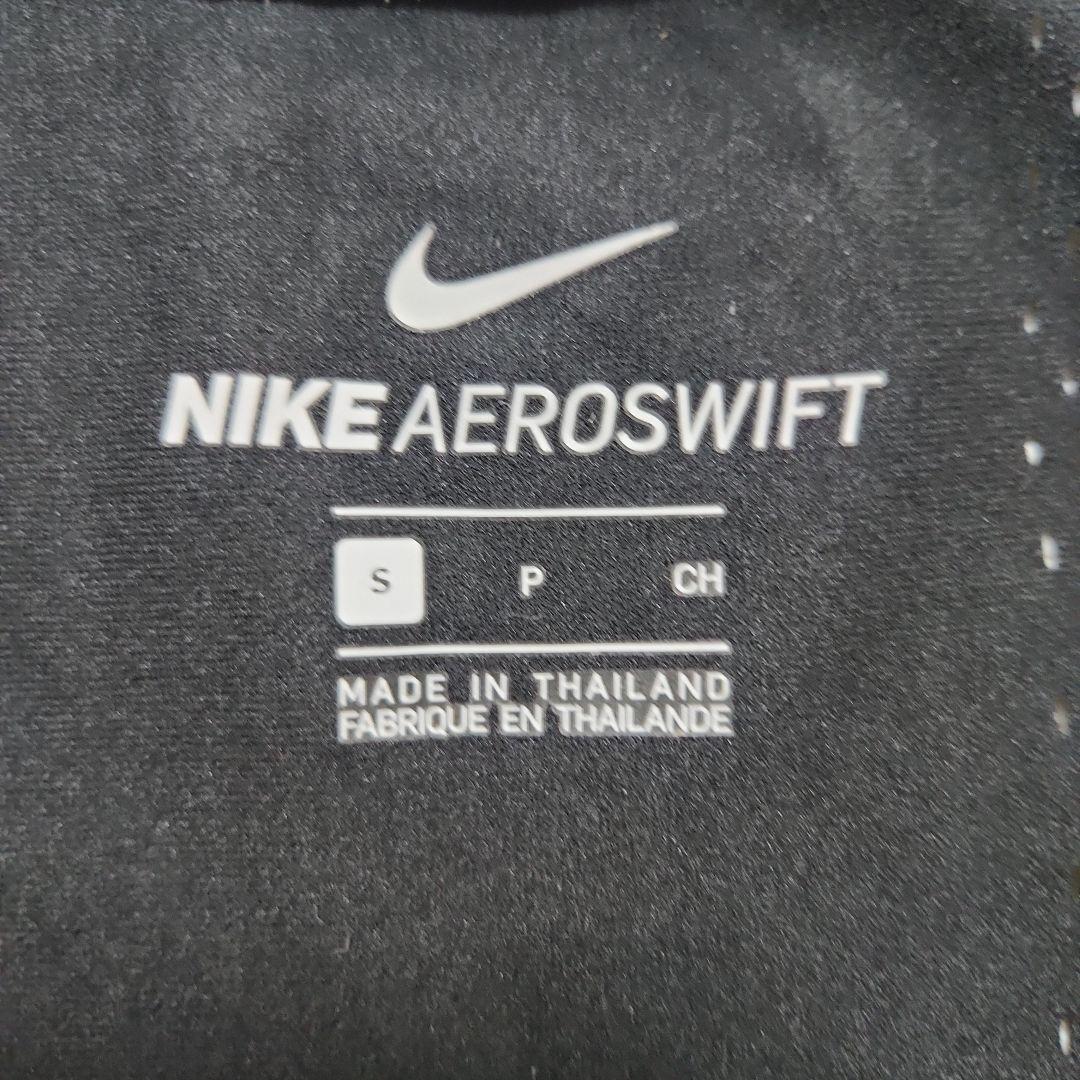 NIKE AEROSWIFT
S P CH
MADE IN THAILAND
FABRIQUE EN THAILANDE